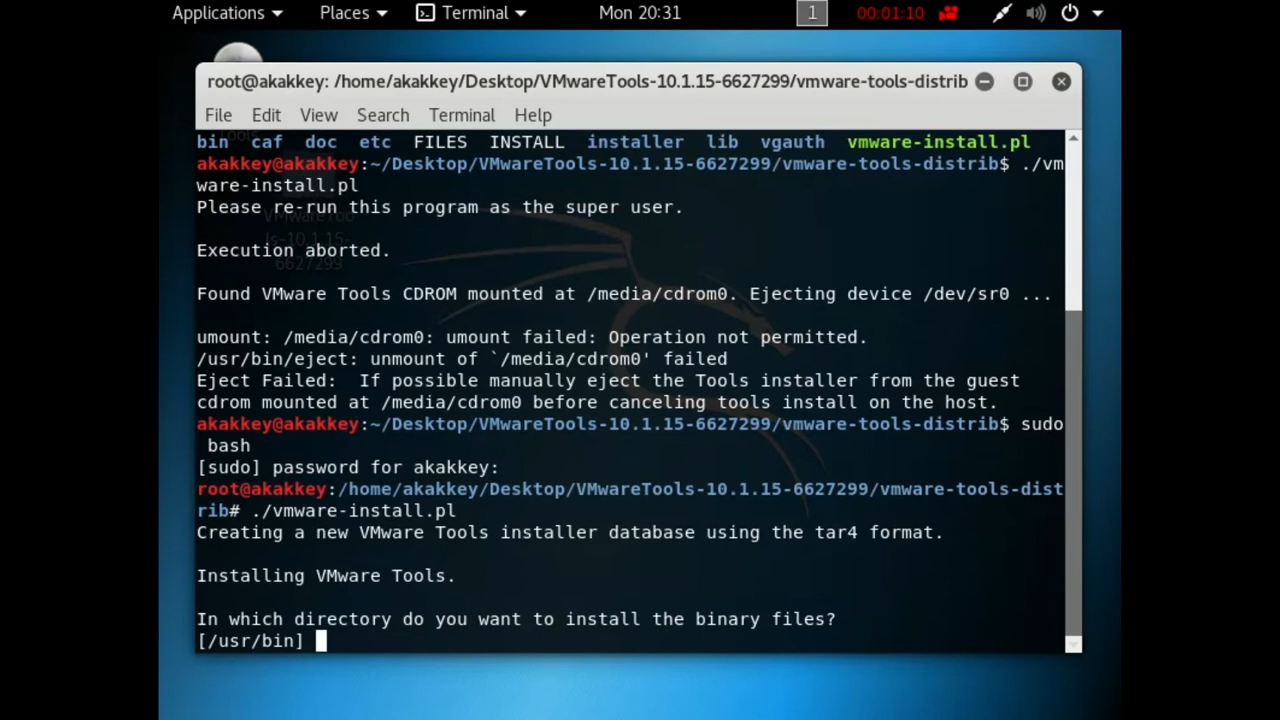 Applications Places Terminal Mon 20:31 1 00:01:10
root@akakkey: /home/akakkey/Desktop/VMwareTools-10.1.15-6627299/vmware-tools-distrib
File Edit View Search Terminal Help
bin caf doc etc FILES INSTALL installer lib vgauth vmware-install.pl
akakkey@akakkey:~/Desktop/VMwareTools-10.1.15-6627299/vmware-tools-distrib$ ./vm
ware-install.pl
Please re-run this program as the super user.
VMwareToo
ls-10.1.15-
Execution aborted.
6627299
Found VMware Tools CDROM mounted at /media/cdrom0. Ejecting device /dev/sr0 ...
umount: /media/cdrom0: umount failed: Operation not permitted.
/usr/bin/eject: unmount of `/media/cdrom0' failed
Eject Failed:  If possible manually eject the Tools installer from the guest
cdrom mounted at /media/cdrom0 before canceling tools install on the host.
akakkey@akakkey:~/Desktop/VMwareTools-10.1.15-6627299/vmware-tools-distrib$ sudo
bash
[sudo] password for akakkey:
root@akakkey:/home/akakkey/Desktop/VMwareTools-10.1.15-6627299/vmware-tools-dist
rib# ./vmware-install.pl
Creating a new VMware Tools installer database using the tar4 format.
Installing VMware Tools.
In which directory do you want to install the binary files?
[/usr/bin]